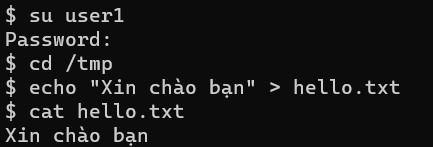 $ su user1
Password:
$ cd /tmp
$ echo "Xin chào bạn" > hello.txt
$ cat hello.txt
Xin chào bạn